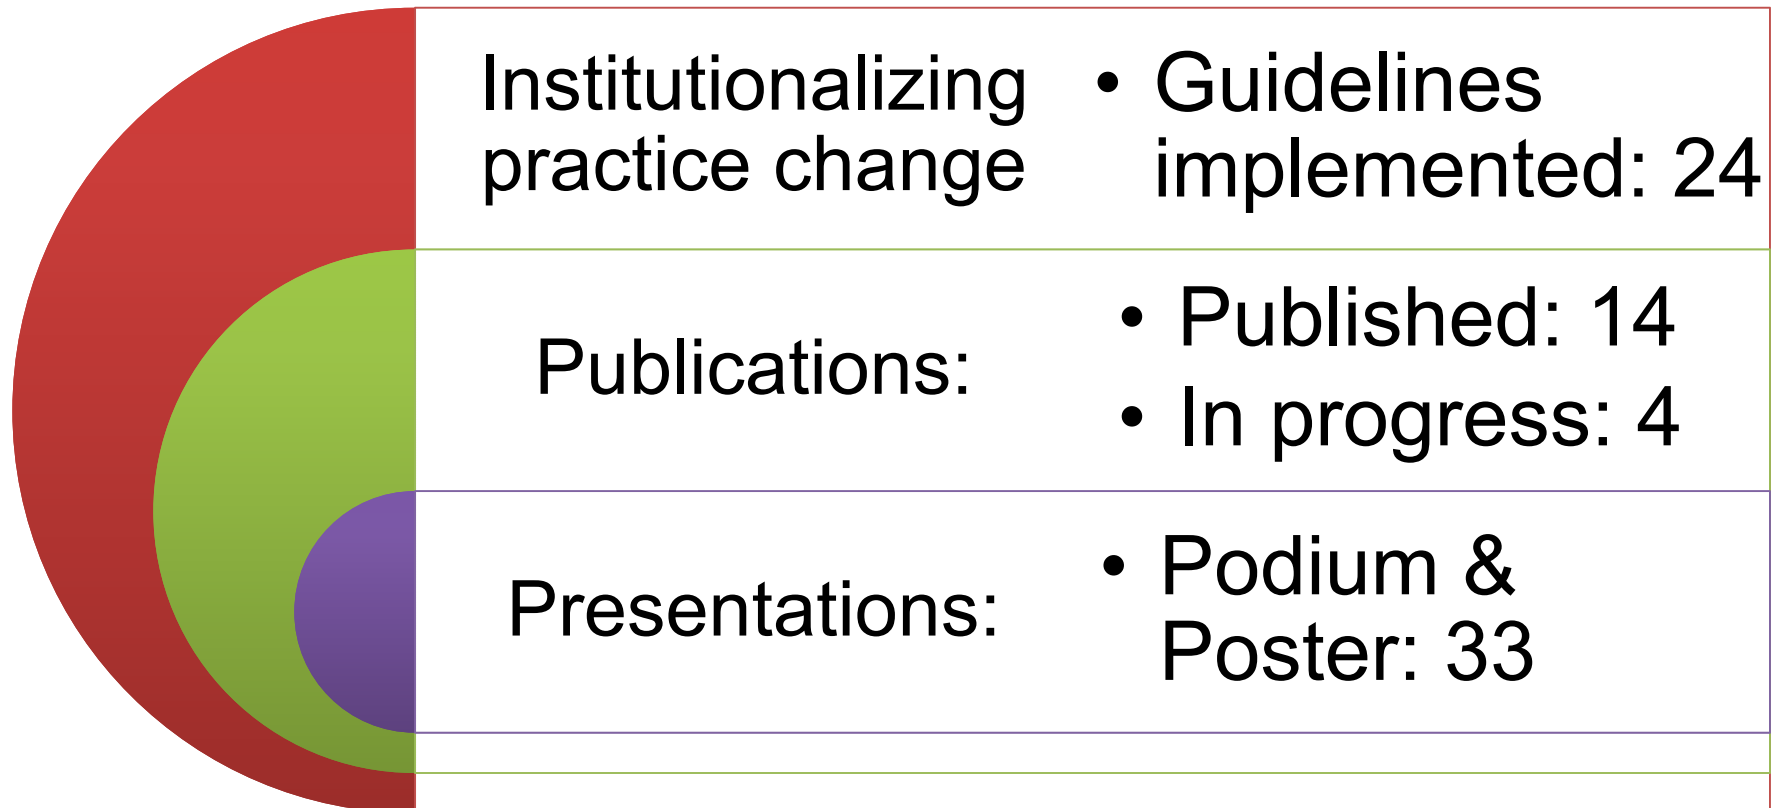 Institutionalizing
practice change
• Guidelines
implemented: 24
Publications:
• Published: 14
• In progress: 4
Presentations:
• Podium &
Poster: 33